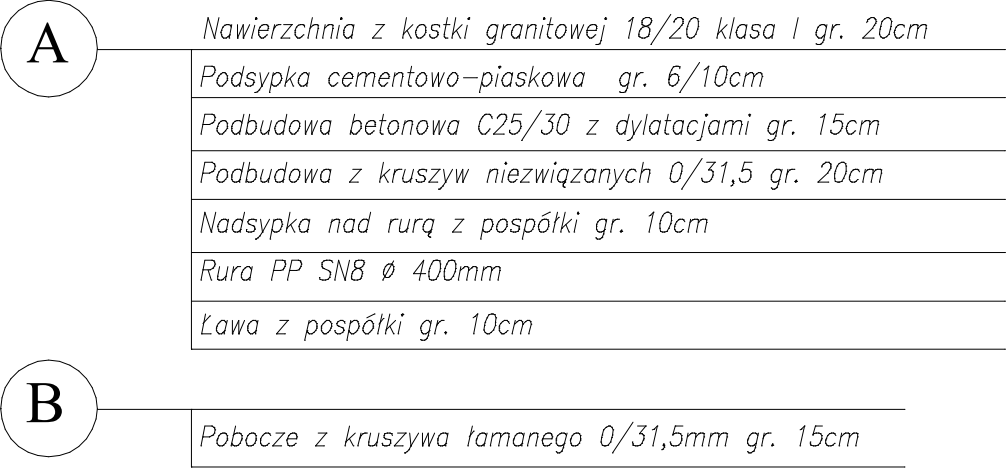 A
Nawierzchnia z kostki granitowej 18/20 klasa I gr. 20cm
Podsypka cementowo-piaskowa gr. 6/10cm
Podbudowa betonowa C25/30 z dylatacjami gr. 15cm
Podbudowa z kruszyw niezwiązanych 0/31,5 gr. 20cm
Nadsypka nad rurą z pospółki gr. 10cm
Rura PP SN8 ø 400mm
Ława z pospółki gr. 10cm
B
Pobocze z kruszywa łamanego 0/31,5mm gr. 15cm